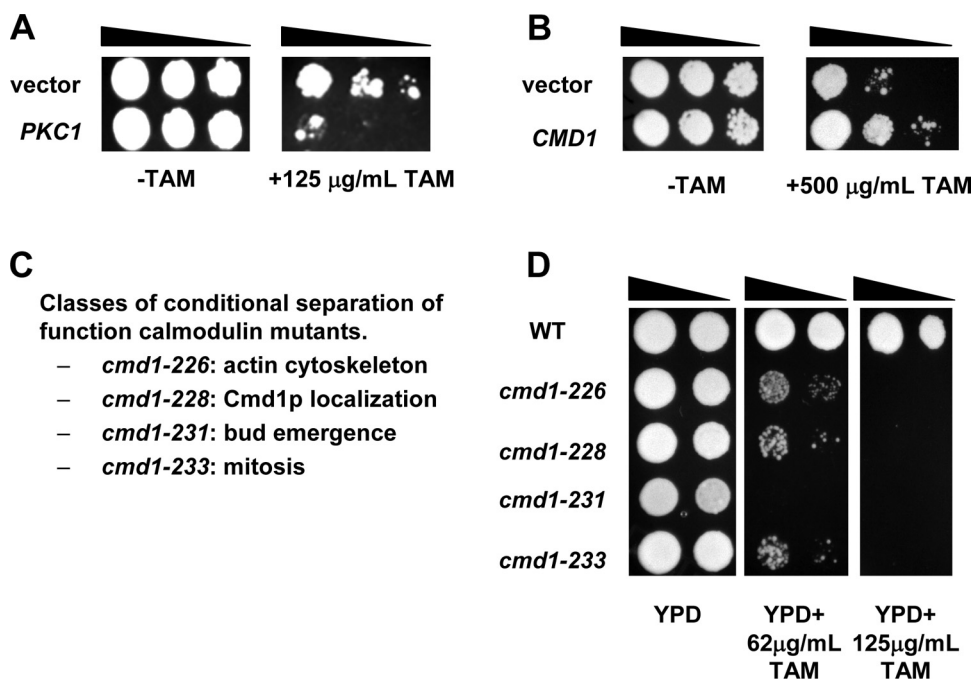 A
vector
PKC1
-TAM
+125 μg/mL TAM
B
vector
CMD1
-TAM
+500 μg/mL TAM
C
Classes of conditional separation of
function calmodulin mutants.
– cmd1-226: actin cytoskeleton
– cmd1-228: Cmd1p localization
– cmd1-231: bud emergence
– cmd1-233: mitosis
D
WT
cmd1-226
cmd1-228
cmd1-231
cmd1-233
YPD
YPD+
62μg/mL
TAM
YPD+
125μg/mL
TAM